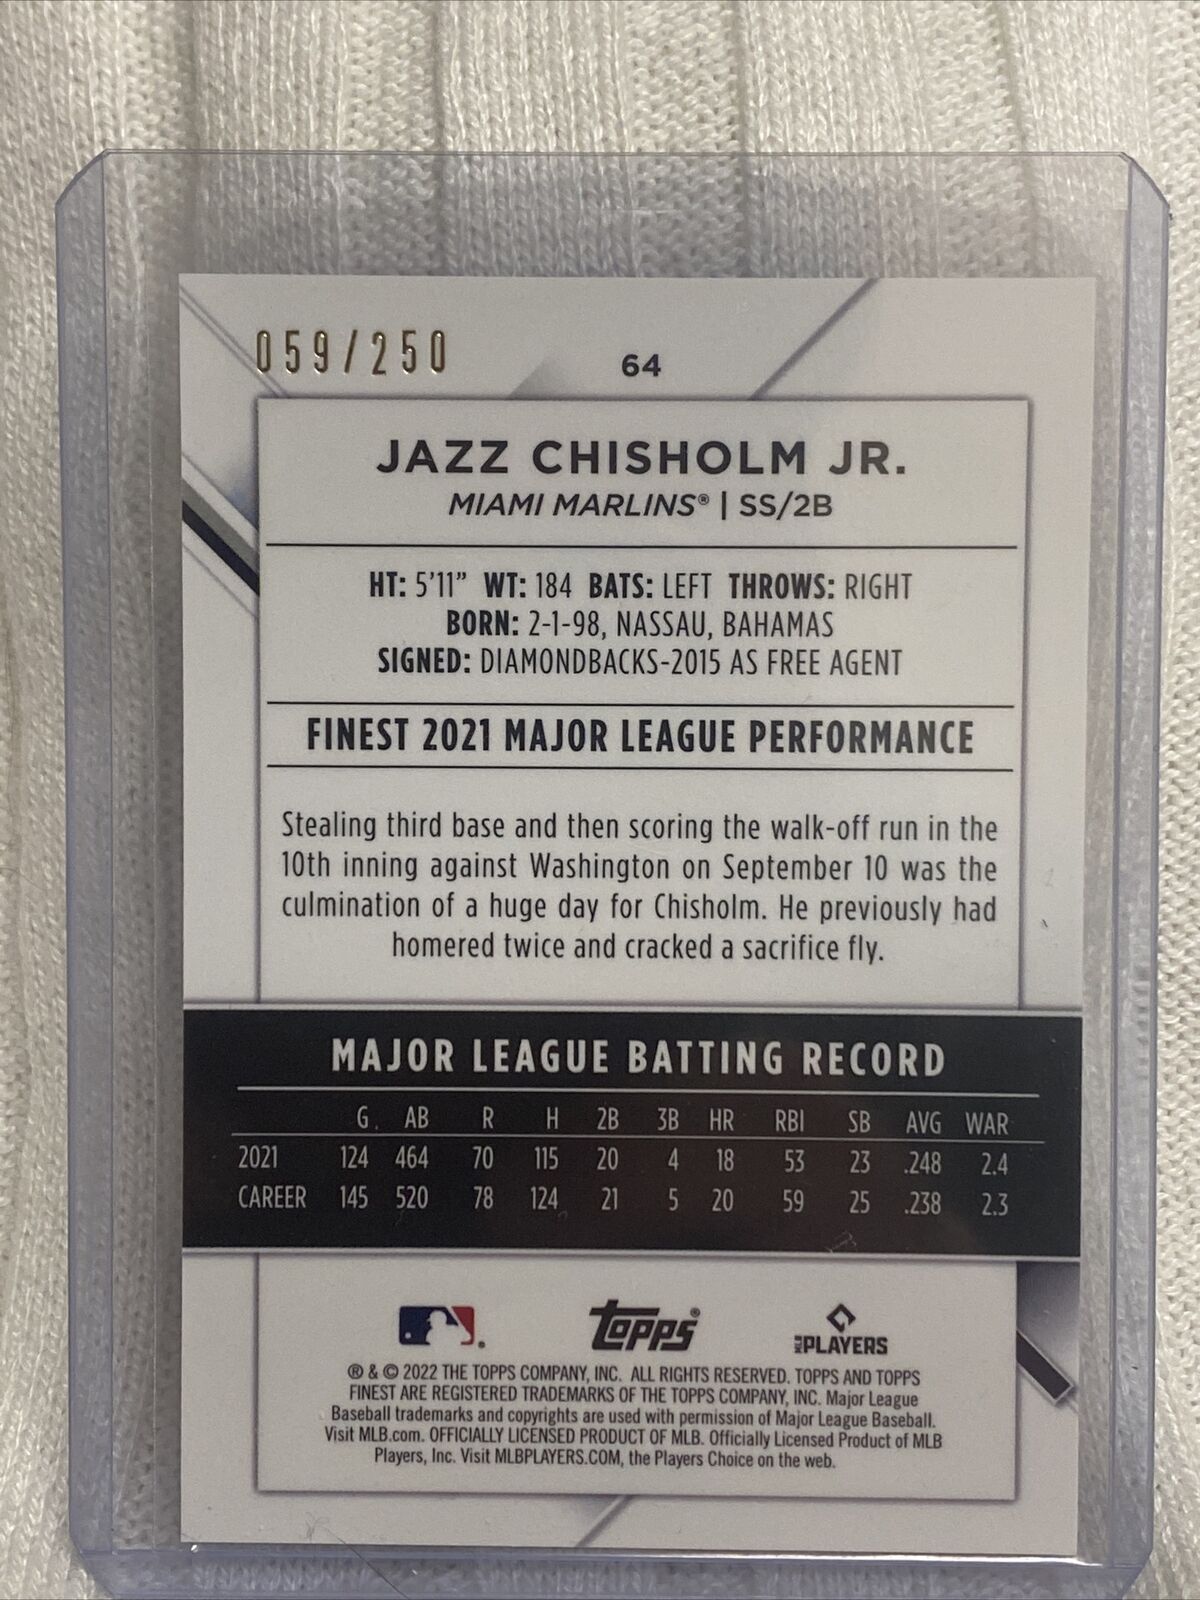 059/250
64
JAZZ CHISHOLM JR.
MIAMI MARLINS® | SS/2B
HT: 5'11" WT: 184 BATS: LEFT THROWS: RIGHT
BORN: 2-1-98, NASSAU, BAHAMAS
SIGNED: DIAMONDBACKS-2015 AS FREE AGENT
FINEST 2021 MAJOR LEAGUE PERFORMANCE
Stealing third base and then scoring the walk-off run in the
10th inning against Washington on September 10 was the
culmination of a huge day for Chisholm. He previously had
homered twice and cracked a sacrifice fly.
MAJOR LEAGUE BATTING RECORD
G AB R H 2B 3B HR RBI SB AVG WAR
2021 124 464 70 115 20 4 18 53 23 .248 2.4
CAREER 145 520 78 124 21 5 20 59 25 .238 2.3
Topps®
MLB PLAYERS
® & © 2022 THE TOPPS COMPANY, INC. ALL RIGHTS RESERVED. TOPPS AND TOPPS
FINEST ARE REGISTERED TRADEMARKS OF THE TOPPS COMPANY, INC. Major League
Baseball trademarks and copyrights are used with permission of Major League Baseball.
Visit MLB.com. OFFICIALLY LICENSED PRODUCT OF MLB. Officially Licensed Product of MLB
Players, Inc. Visit MLBPLAYERS.COM, the Players Choice on the web.